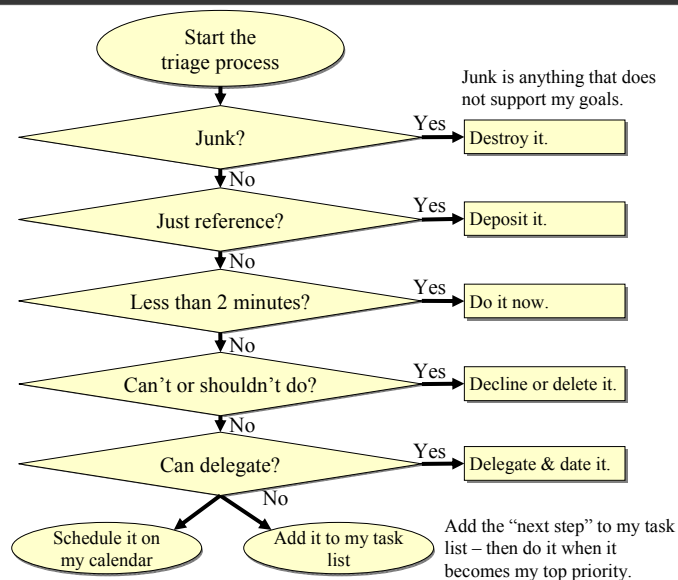 Start the
triage process
Junk is anything that does
not support my goals.
Junk?
Yes
Destroy it.
No
Just reference?
Yes
Deposit it.
No
Less than 2 minutes?
Yes
Do it now.
No
Can't or shouldn't do?
Yes
Decline or delete it.
No
Can delegate?
Yes
Delegate & date it.
No
Schedule it on
my calendar
Add it to my task
list
Add the “next step” to my task
list – then do it when it
becomes my top priority.